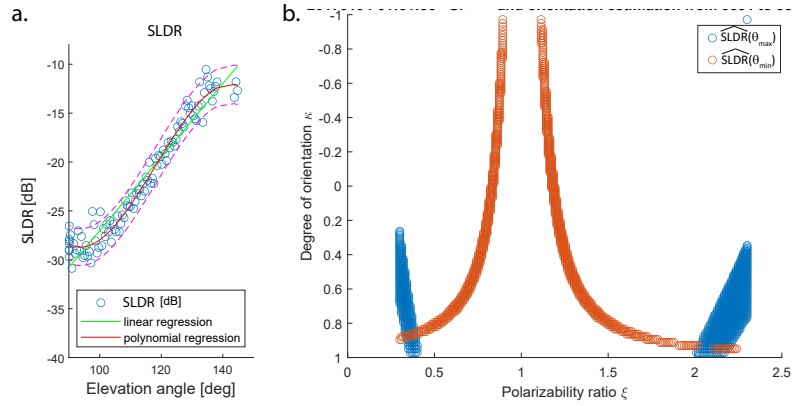 a.
SLDR
-5
-10
-15
-20
-25
-30
-35
-40
SLDR [dB]
SLDR [dB]
linear regression
polynomial regression
100 120 140
Elevation angle [deg]
b.
-1
-0.8
-0.6
-0.4
-0.2
0
0.2
0.4
0.6
0.8
1
Degree of orientation κ
SLDR(θmax)
SLDR(θmin)
0 0.5 1 1.5 2 2.5
Polarizability ratio ξ